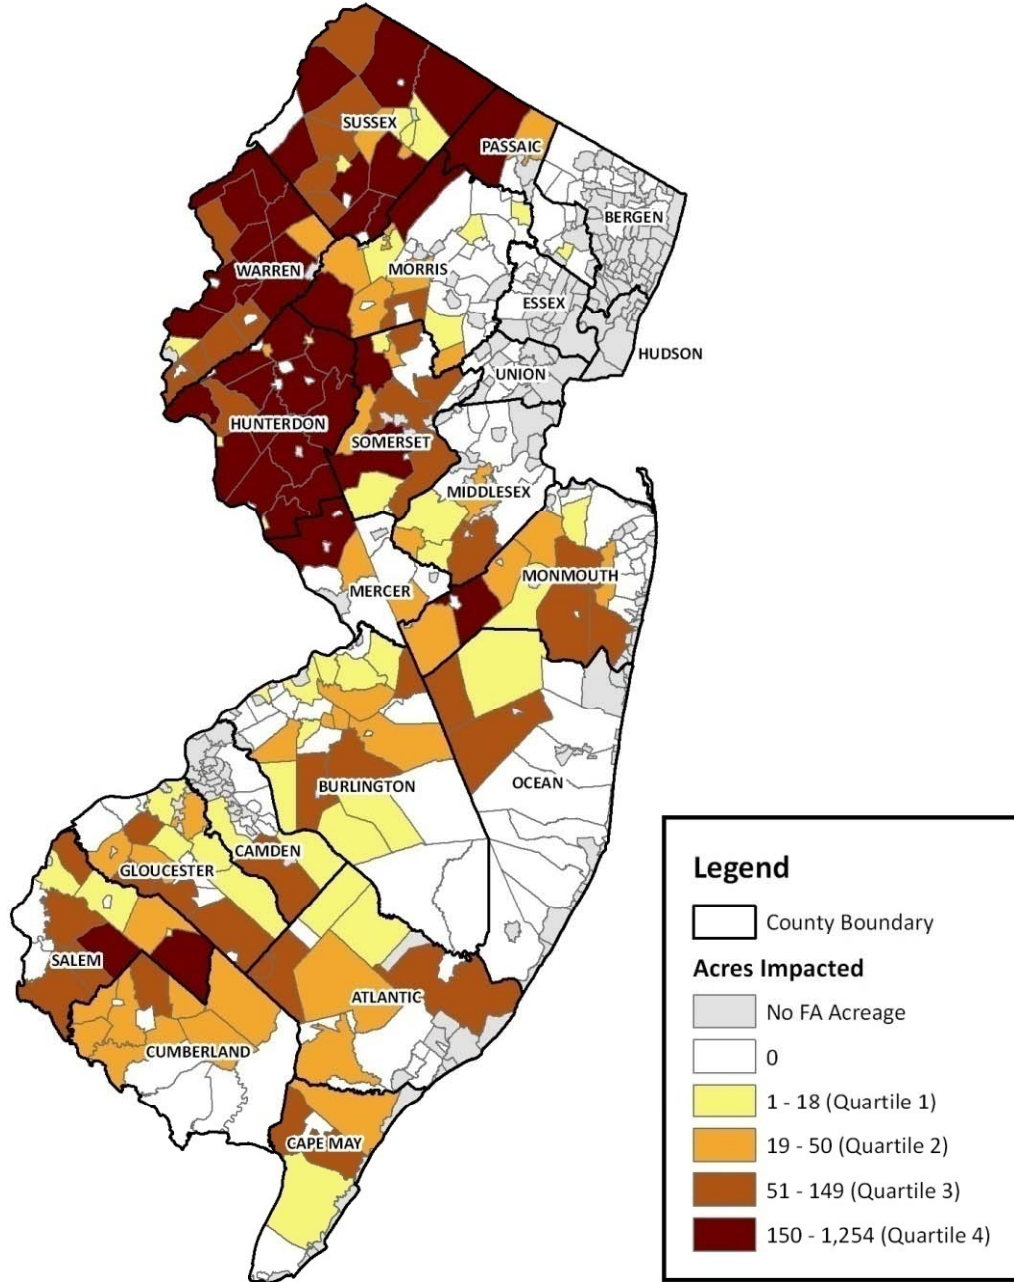 SUSSEX
PASSAIC
BERGEN
WARREN
MORRIS
ESSEX
HUDSON
UNION
HUNTERDON
SOMERSET
MIDDLESEX
MONMOUTH
MERCER
OCEAN
BURLINGTON
CAMDEN
GLOUCESTER
SALEM
ATLANTIC
CUMBERLAND
CAPE MAY
Legend
County Boundary
Acres Impacted
No FA Acreage
0
1 - 18 (Quartile 1)
19 - 50 (Quartile 2)
51 - 149 (Quartile 3)
150 - 1,254 (Quartile 4)